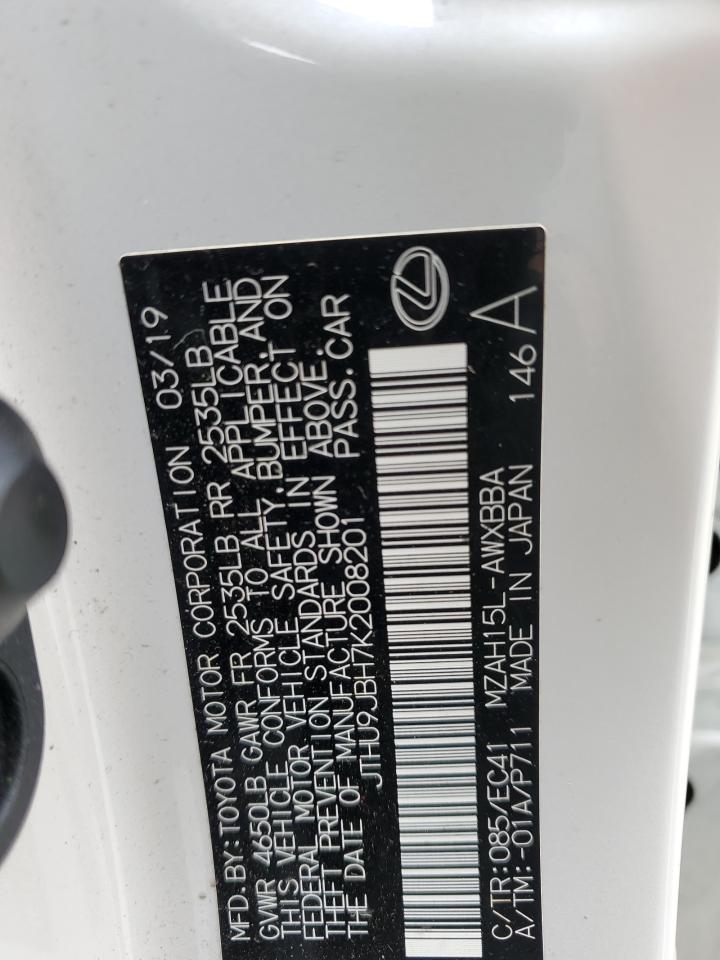 MFD. BY: TOYOTA MOTOR CORPORATION 03/19
GVWR 4650LB GAWR FR 2535LB RR 2535LB
THIS VEHICLE CONFORMS TO ALL APPLICABLE
FEDERAL MOTOR VEHICLE SAFETY, BUMPER, AND
THEFT PREVENTION STANDARDS IN EFFECT ON
THE DATE OF MANUFACTURE SHOWN ABOVE.
JTHU9JBH7K2008201 PASS. CAR
C/TR: 085/EC41 MZAH15L-AWXBBA
A/TM: -01A/P711 MADE IN JAPAN 146 A